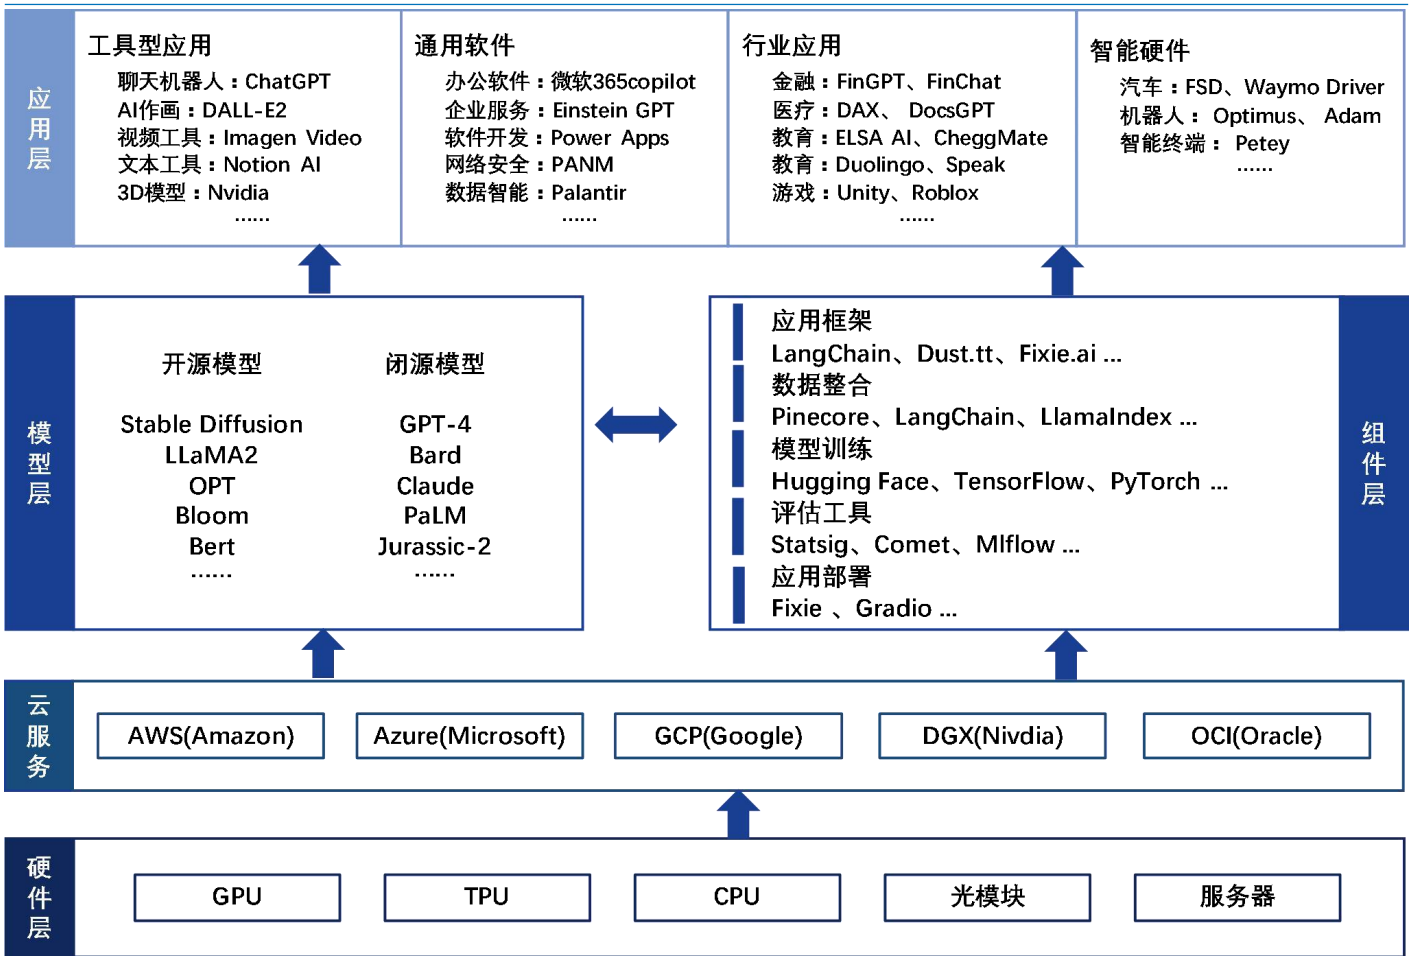 应用层
工具型应用
聊天机器人：ChatGPT
AI作画：DALL-E2
视频工具：Imagen Video
文本工具：Notion AI
3D模型：Nvidia
……
通用软件
办公软件：微软365copilot
企业服务：Einstein GPT
软件开发：Power Apps
网络安全：PANM
数据智能：Palantir
……
行业应用
金融：FinGPT、FinChat
医疗：DAX、 DocsGPT
教育：ELSA AI、CheggMate
教育：Duolingo、Speak
游戏：Unity、Roblox
……
智能硬件
汽车：FSD、Waymo Driver
机器人： Optimus、 Adam
智能终端： Petey
……
模型层
开源模型
Stable Diffusion
LLaMA2
OPT
Bloom
Bert
……
闭源模型
GPT-4
Bard
Claude
PaLM
Jurassic-2
……
应用框架
LangChain、Dust.tt、Fixie.ai ...
数据整合
Pinecore、LangChain、LlamaIndex ...
模型训练
Hugging Face、TensorFlow、PyTorch ...
评估工具
Statsig、Comet、Mlflow ...
应用部署
Fixie 、Gradio ...
组件层
云服务
AWS(Amazon)
Azure(Microsoft)
GCP(Google)
DGX(Nivdia)
OCI(Oracle)
硬件层
GPU
TPU
CPU
光模块
服务器